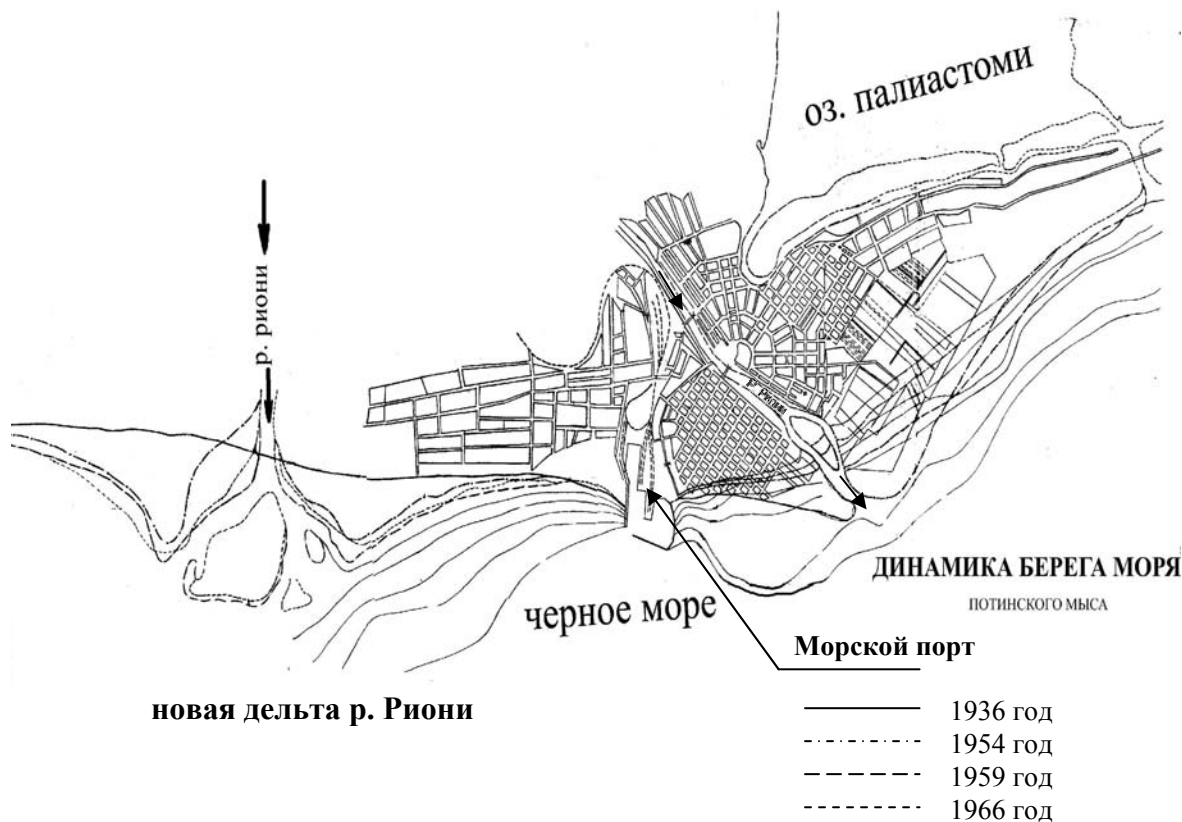 оз. палиастоми
р. риони
р. Риони
черное море
ДИНАМИКА БЕРЕГА МОРЯ
ПОТИНСКОГО МЫСА
Морской порт
новая дельта р. Риони
1936 год
1954 год
1959 год
1966 год